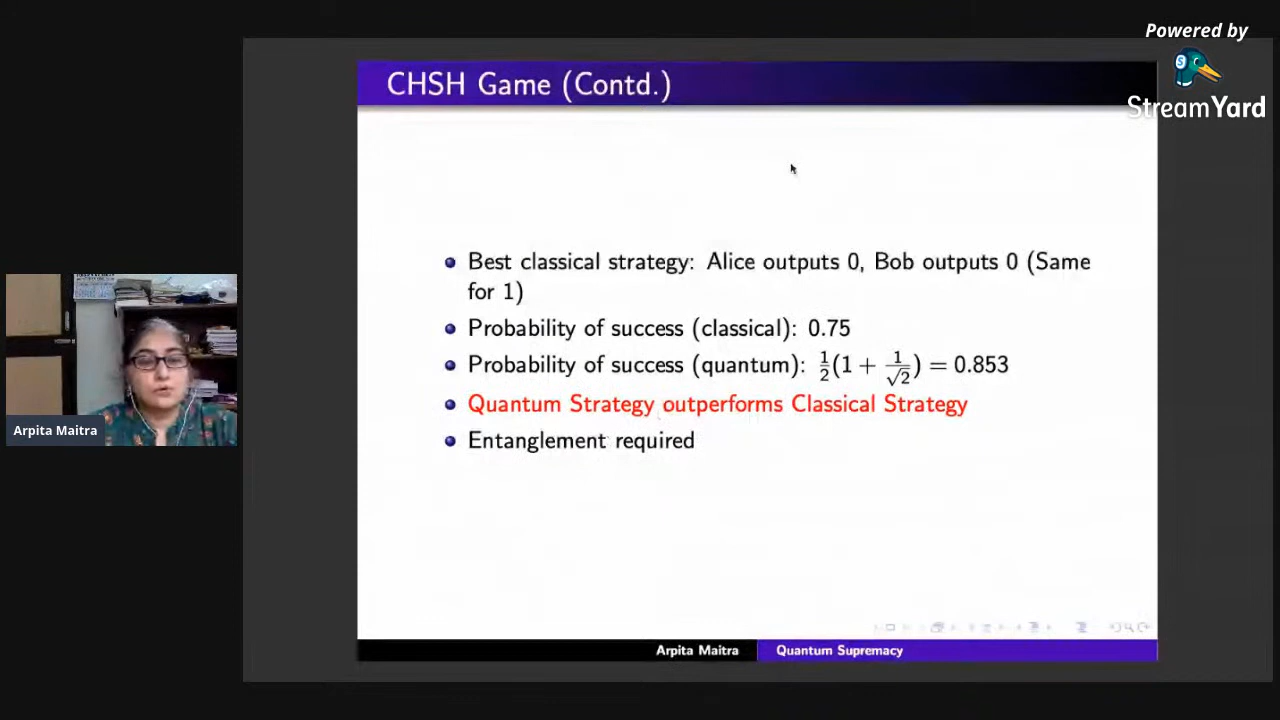 Powered by
StreamYard
CHSH Game (Contd.)
Best classical strategy: Alice outputs 0, Bob outputs 0 (Same
for 1)
Probability of success (classical): 0.75
Probability of success (quantum): 1/2(1 + 1/√2) = 0.853
Quantum Strategy outperforms Classical Strategy
Entanglement required
Arpita Maitra
Arpita Maitra Quantum Supremacy